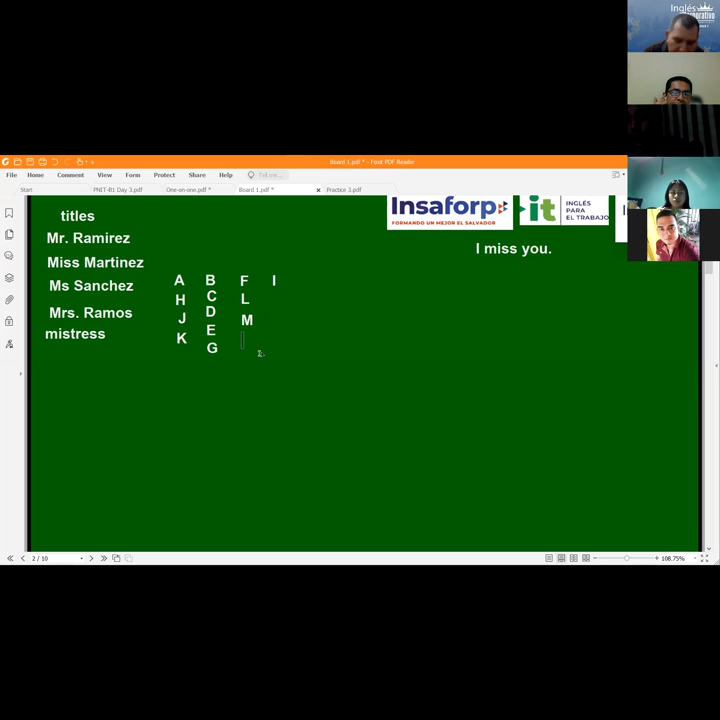 Inglés
Corporativo
Board 1.pdf * - Foxit PDF Reader
File Home Comment View Form Protect Share Help Tell me...
Start PNIT-B1 Day 3.pdf One-on-one.pdf * Board 1.pdf * Practice 3.pdf
titles
Mr. Ramirez
Miss Martinez
Ms Sanchez
Mrs. Ramos
mistress
A B F I
H C L
J D M
K E
G
Insaforp
FORMANDO UN MEJOR EL SALVADOR
it
INGLÉS
PARA
EL TRABAJO
I miss you.
2 / 10
108.75%